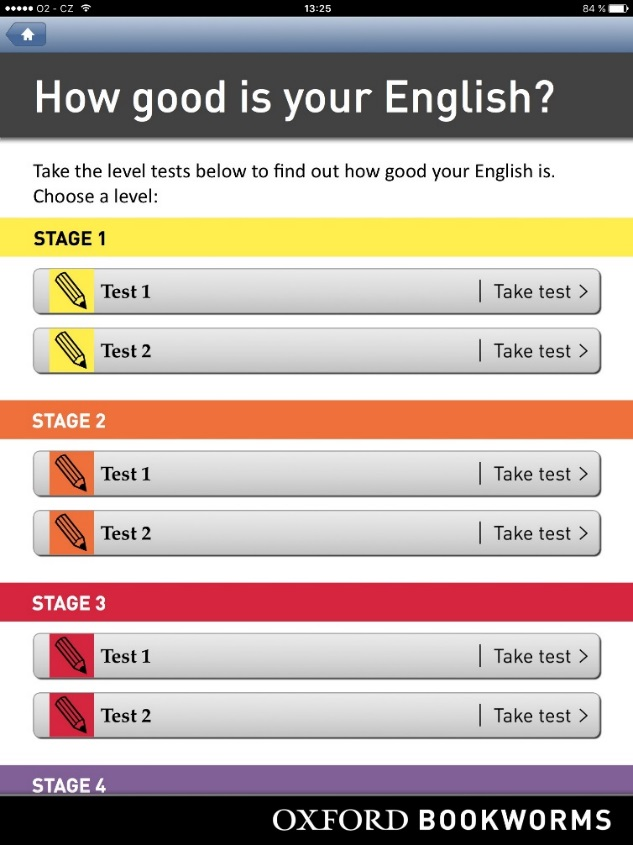 O2 - CZ 13:25 84 %
How good is your English?
Take the level tests below to find out how good your English is.
Choose a level:
STAGE 1
Test 1 | Take test >
Test 2 | Take test >
STAGE 2
Test 1 | Take test >
Test 2 | Take test >
STAGE 3
Test 1 | Take test >
Test 2 | Take test >
STAGE 4
OXFORD BOOKWORMS